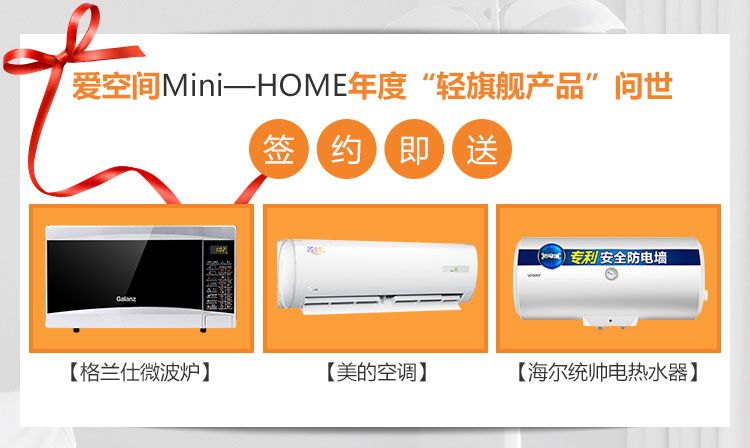 爱空间Mini—HOME年度“轻旗舰产品”问世
签约即送
Galanz
专利 安全防电墙
【格兰仕微波炉】
【美的空调】
【海尔统帅电热水器】